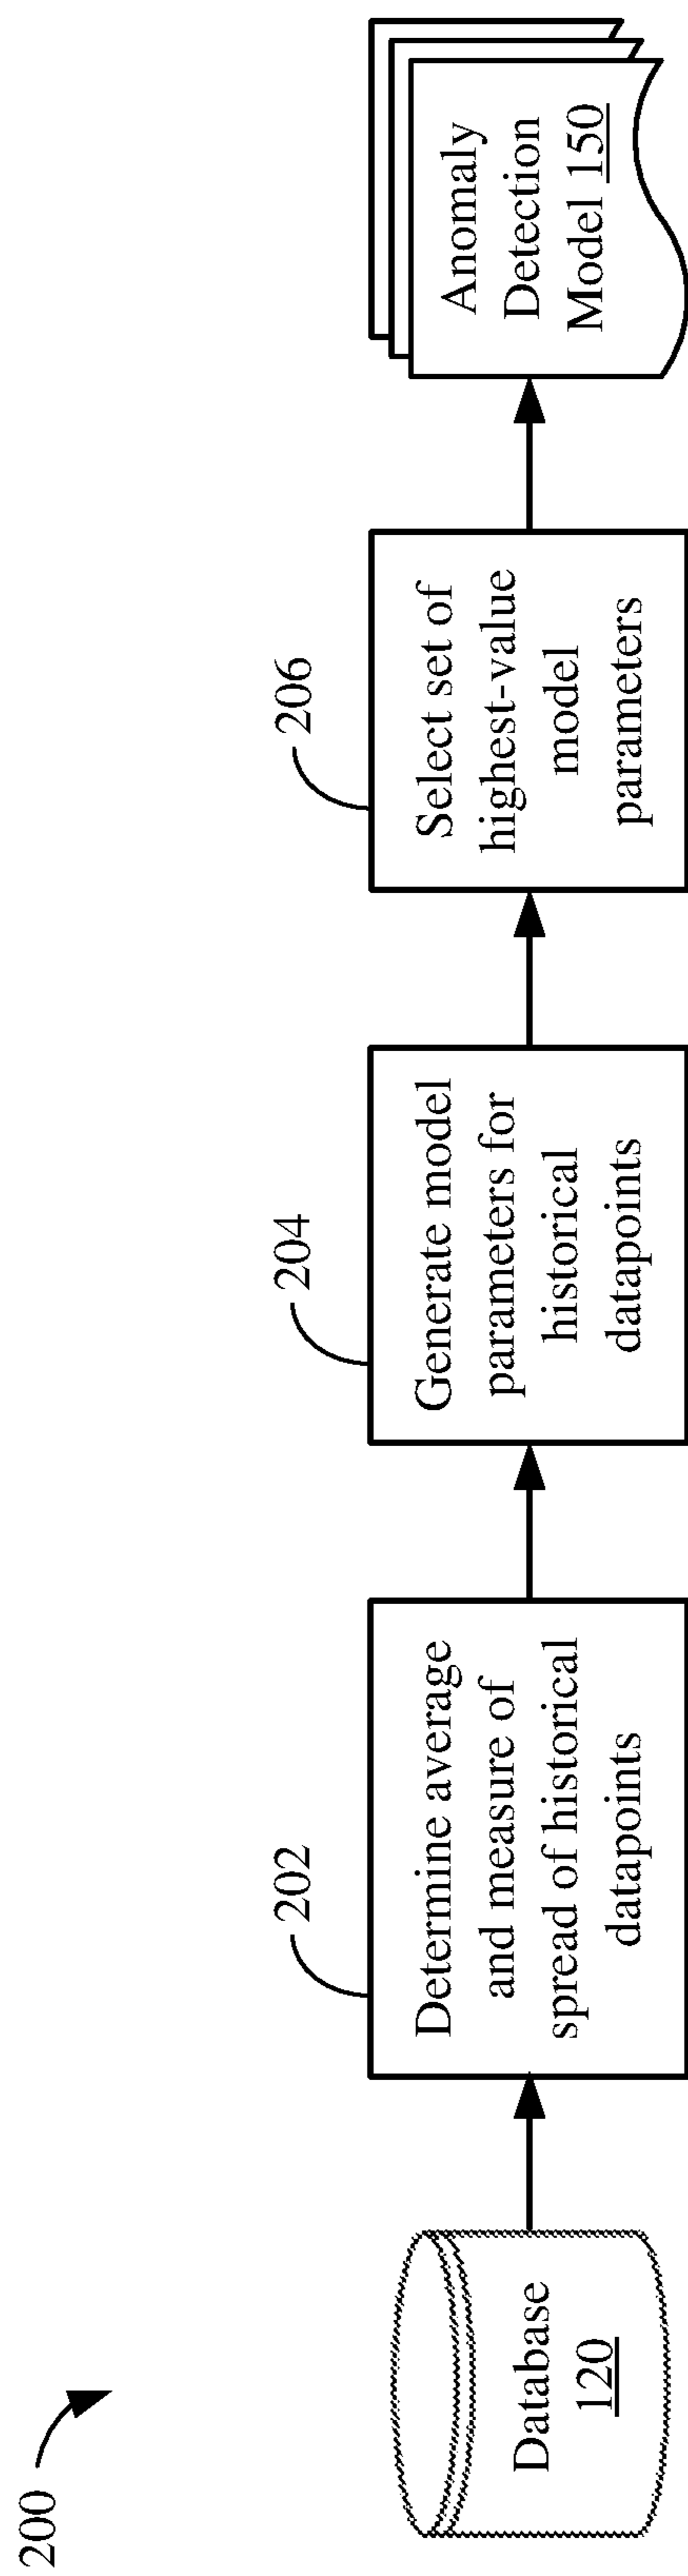 200
Database
120
202
Determine average
and measure of
spread of historical
datapoints
204
Generate model
parameters for
historical
datapoints
206
Select set of
highest-value
model
parameters
Anomaly
Detection
Model 150